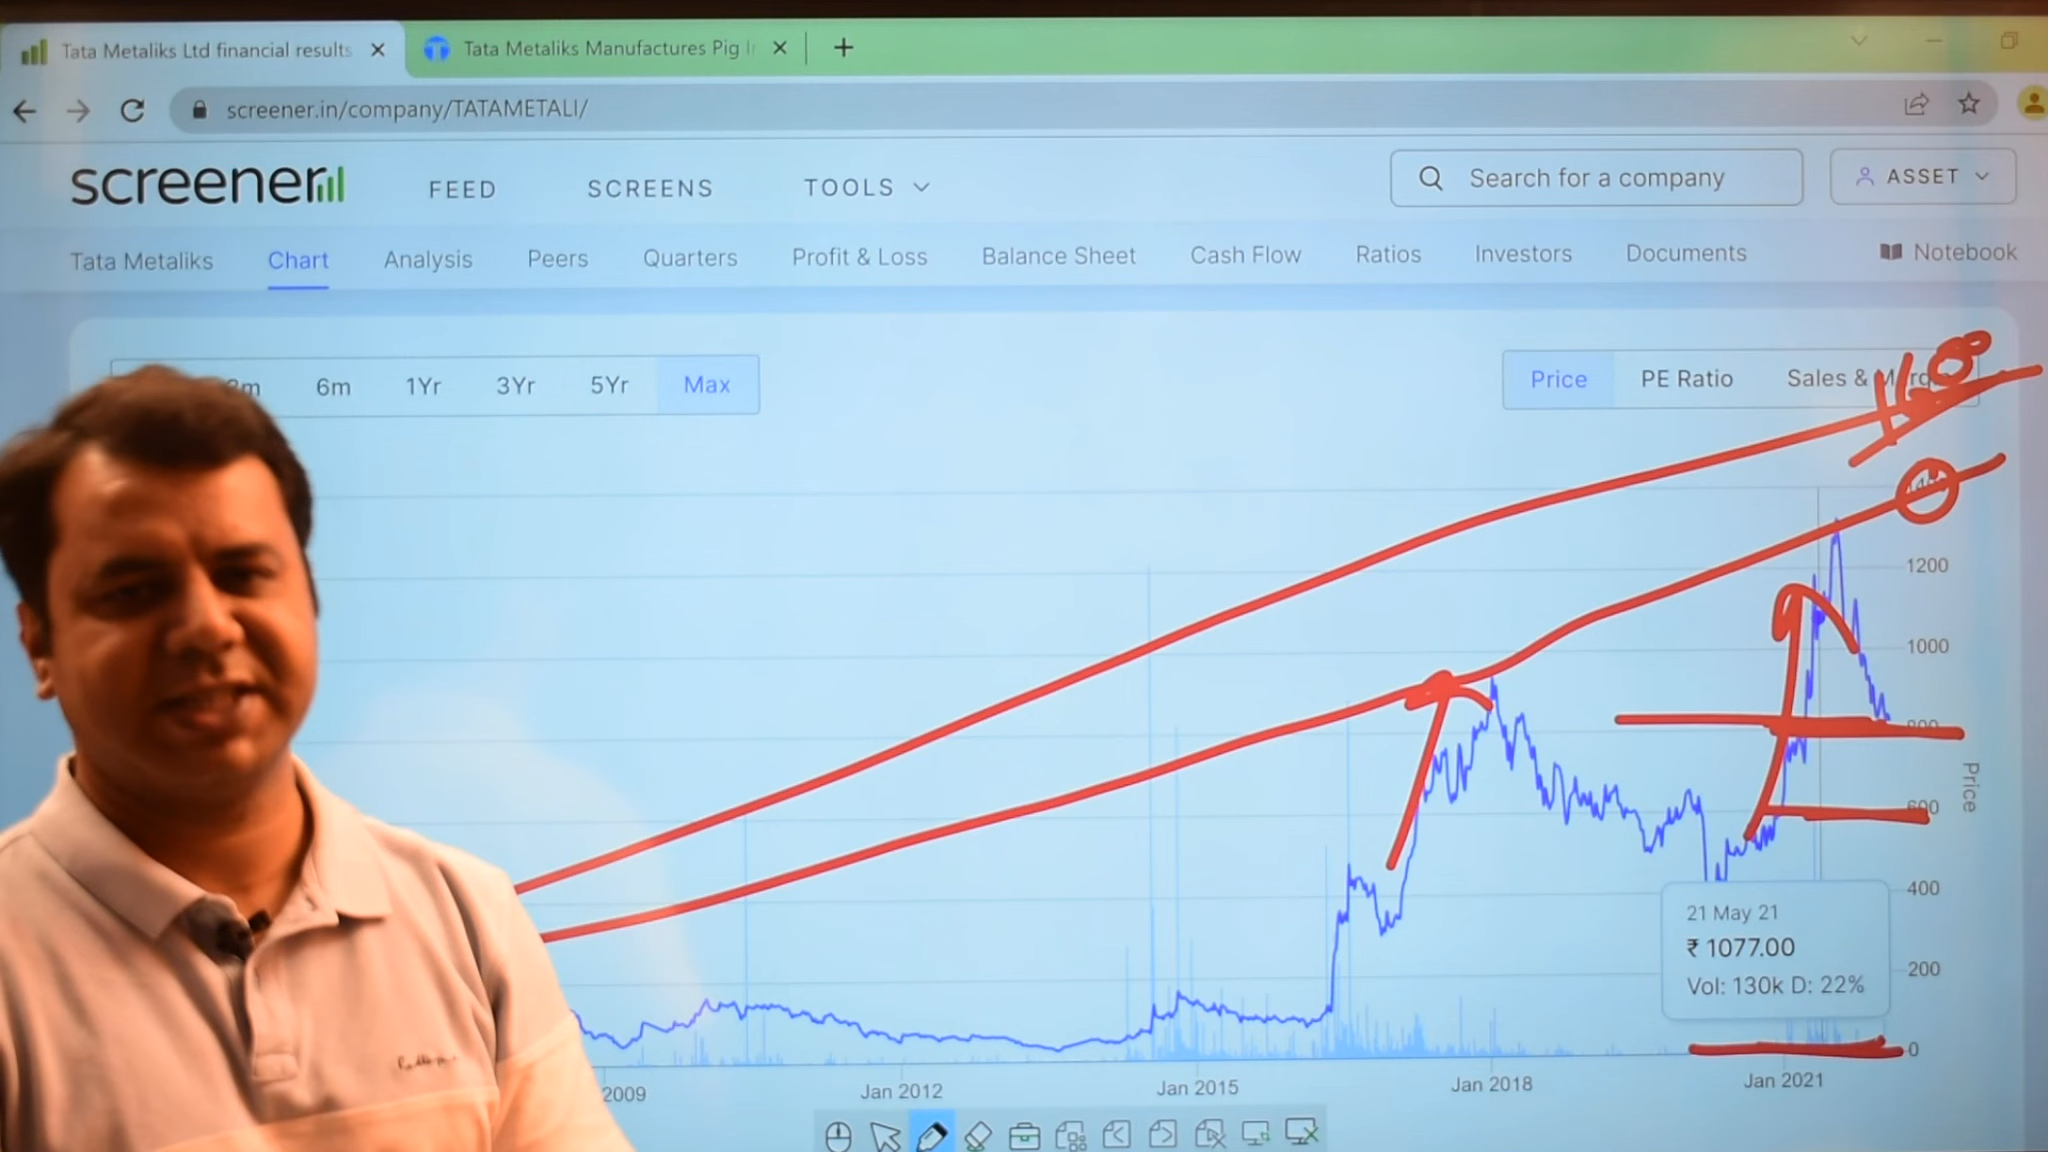 Tata Metaliks Ltd financial results
Tata Metaliks Manufactures Pig I
screener.in/company/TATAMETALI/
screener
FEED
SCREENS
TOOLS
Search for a company
ASSET
Tata Metaliks
Chart
Analysis
Peers
Quarters
Profit & Loss
Balance Sheet
Cash Flow
Ratios
Investors
Documents
Notebook
6m
1Yr
3Yr
5Yr
Max
Price
PE Ratio
Sales &
1200
1000
800
600
400
200
0
Price
21 May 21
₹ 1077.00
Vol: 130k D: 22%
2009
Jan 2012
Jan 2015
Jan 2018
Jan 2021